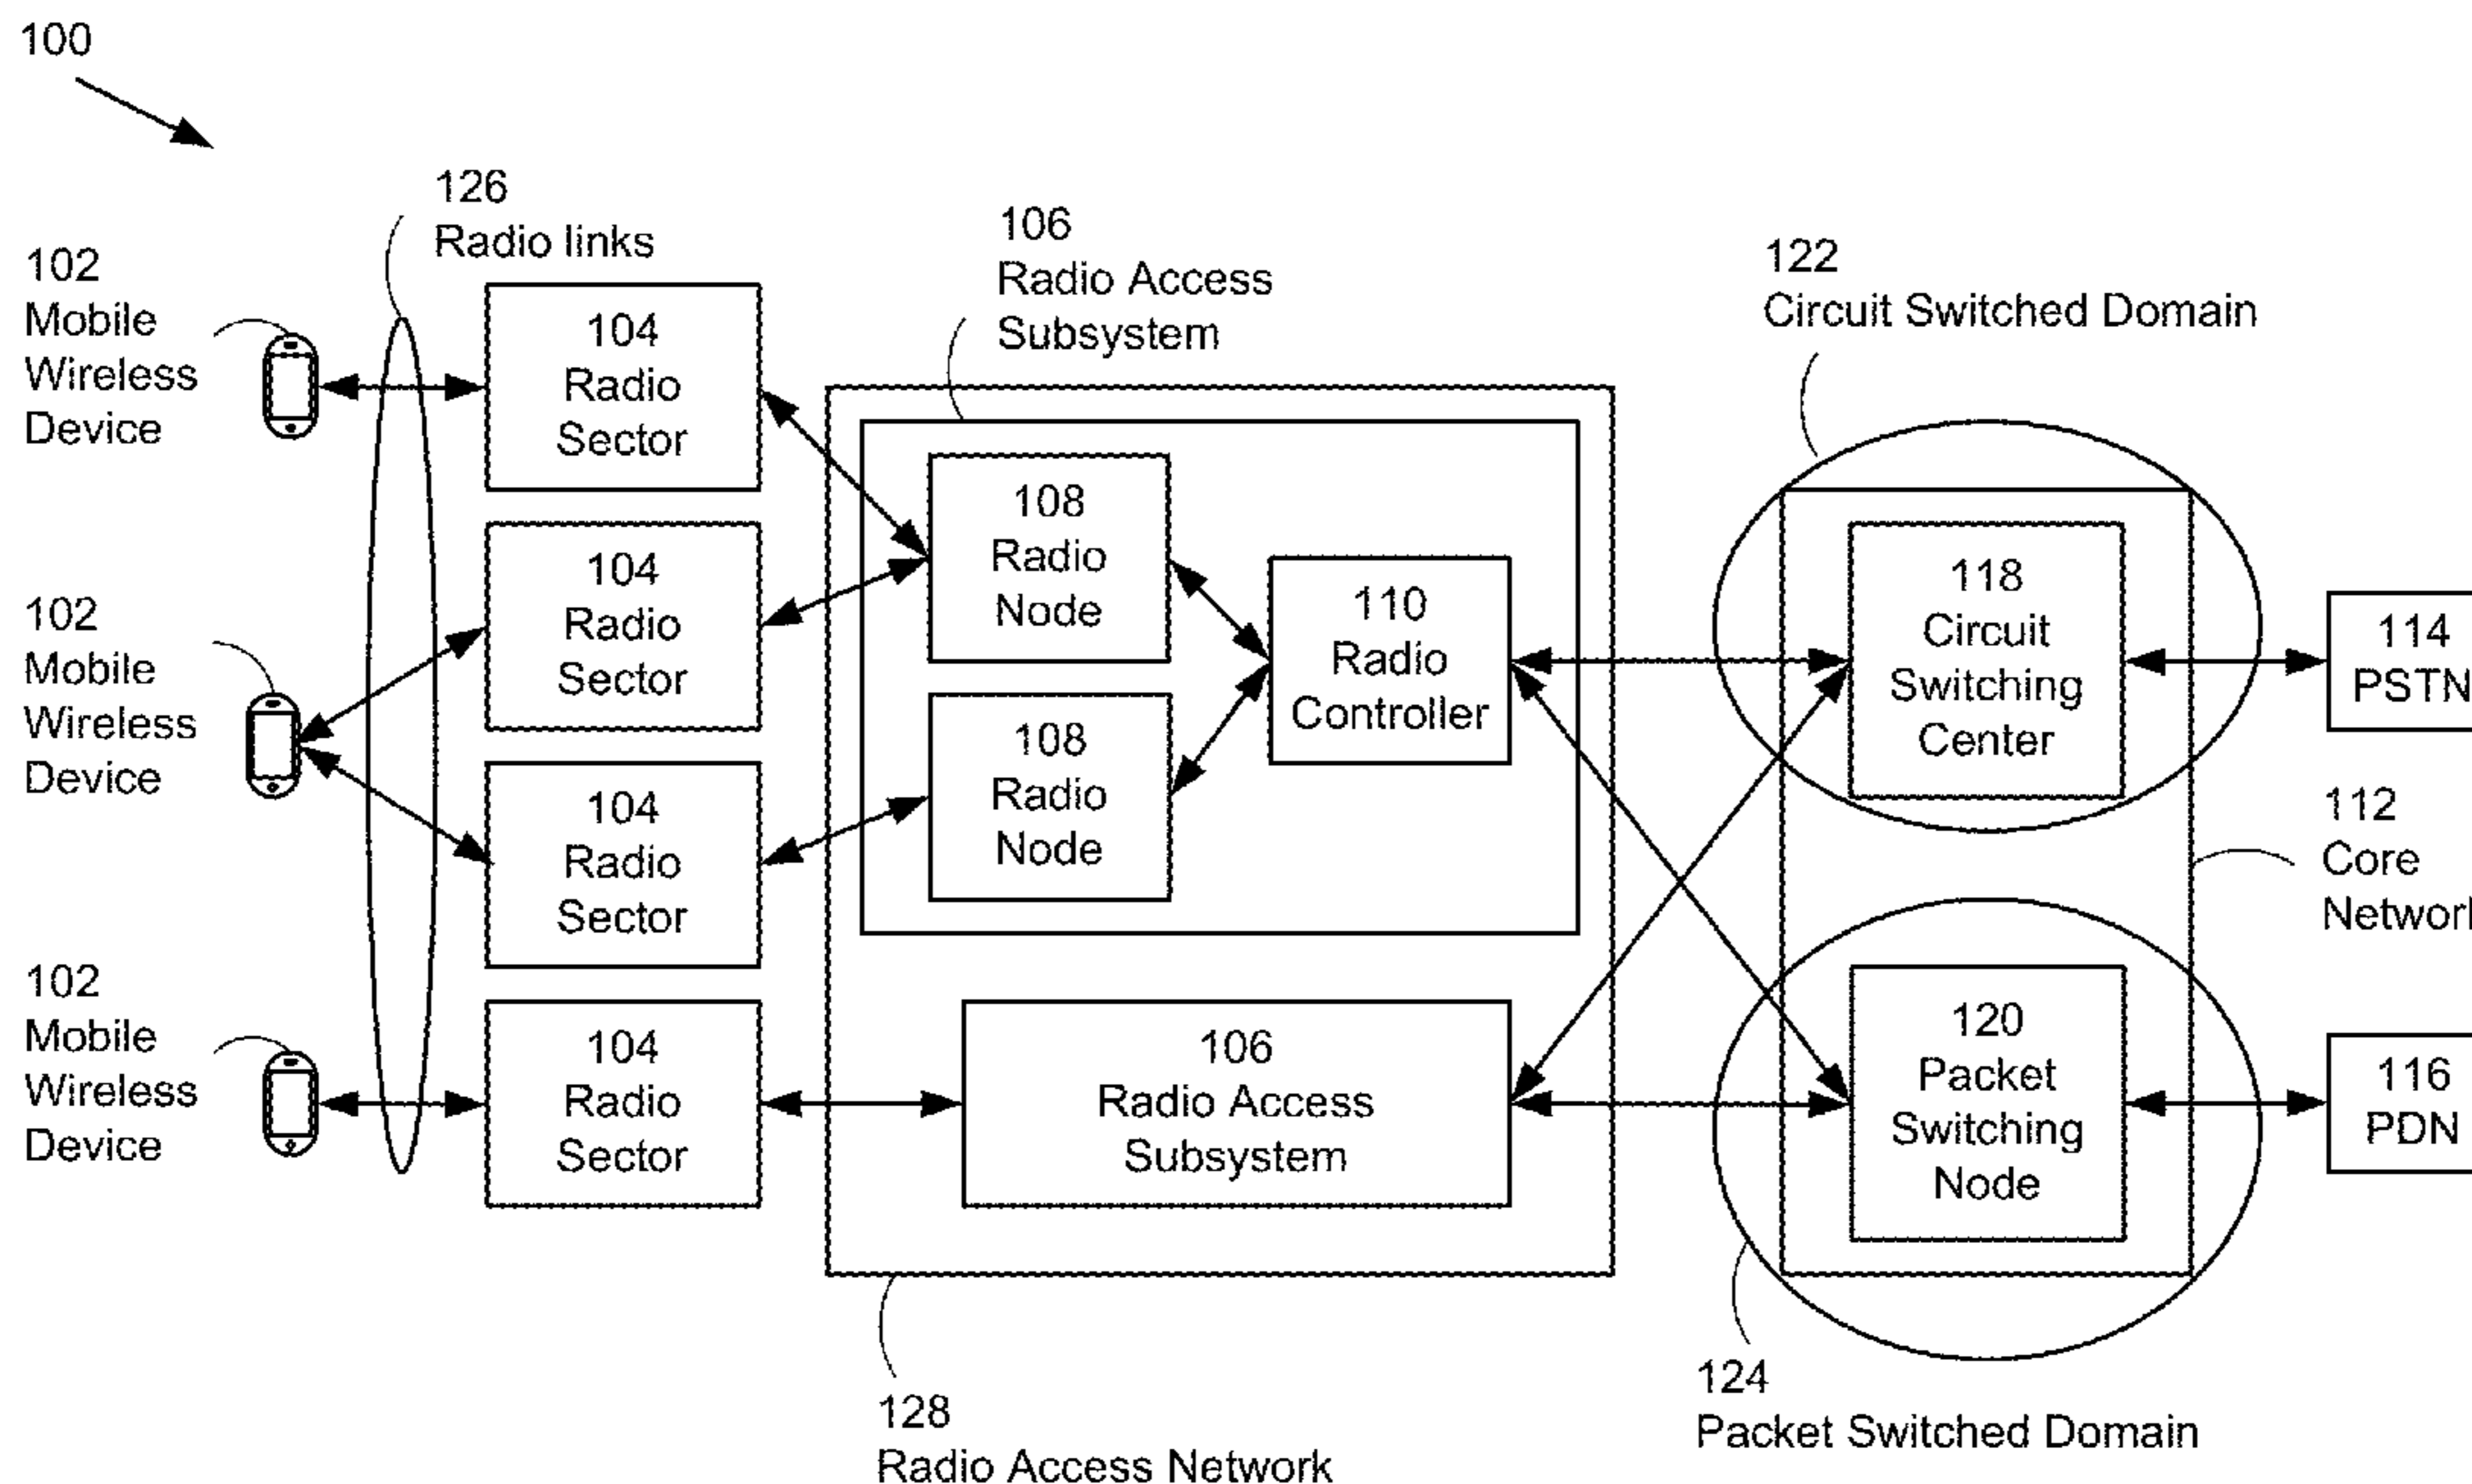 100
126
Radio links
102
Mobile
Wireless
Device
104
Radio
Sector
106
Radio Access
Subsystem
122
Circuit Switched Domain
108
Radio
Node
110
Radio
Controller
118
Circuit
Switching
Center
114
PSTN
102
Mobile
Wireless
Device
104
Radio
Sector
104
Radio
Sector
108
Radio
Node
112
Core
Network
102
Mobile
Wireless
Device
104
Radio
Sector
106
Radio Access
Subsystem
120
Packet
Switching
Node
116
PDN
128
Radio Access Network
124
Packet Switched Domain